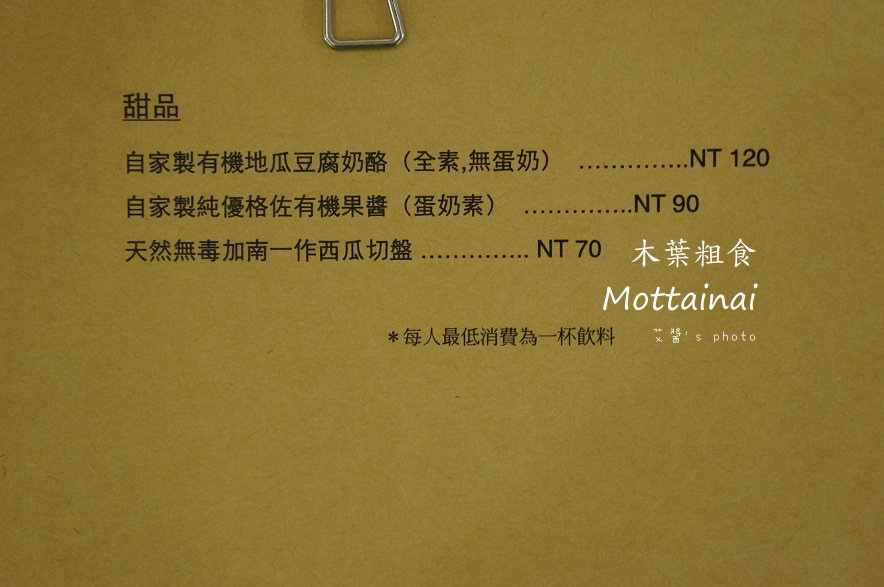 甜品
自家製有機地瓜豆腐奶酪（全素,無蛋奶） …………..NT 120
自家製純優格佐有機果醬（蛋奶素） …………..NT 90
天然無毒加南一作西瓜切盤 ………….. NT 70
木葉粗食
Mottainai
＊每人最低消費為一杯飲料
艾醬's photo